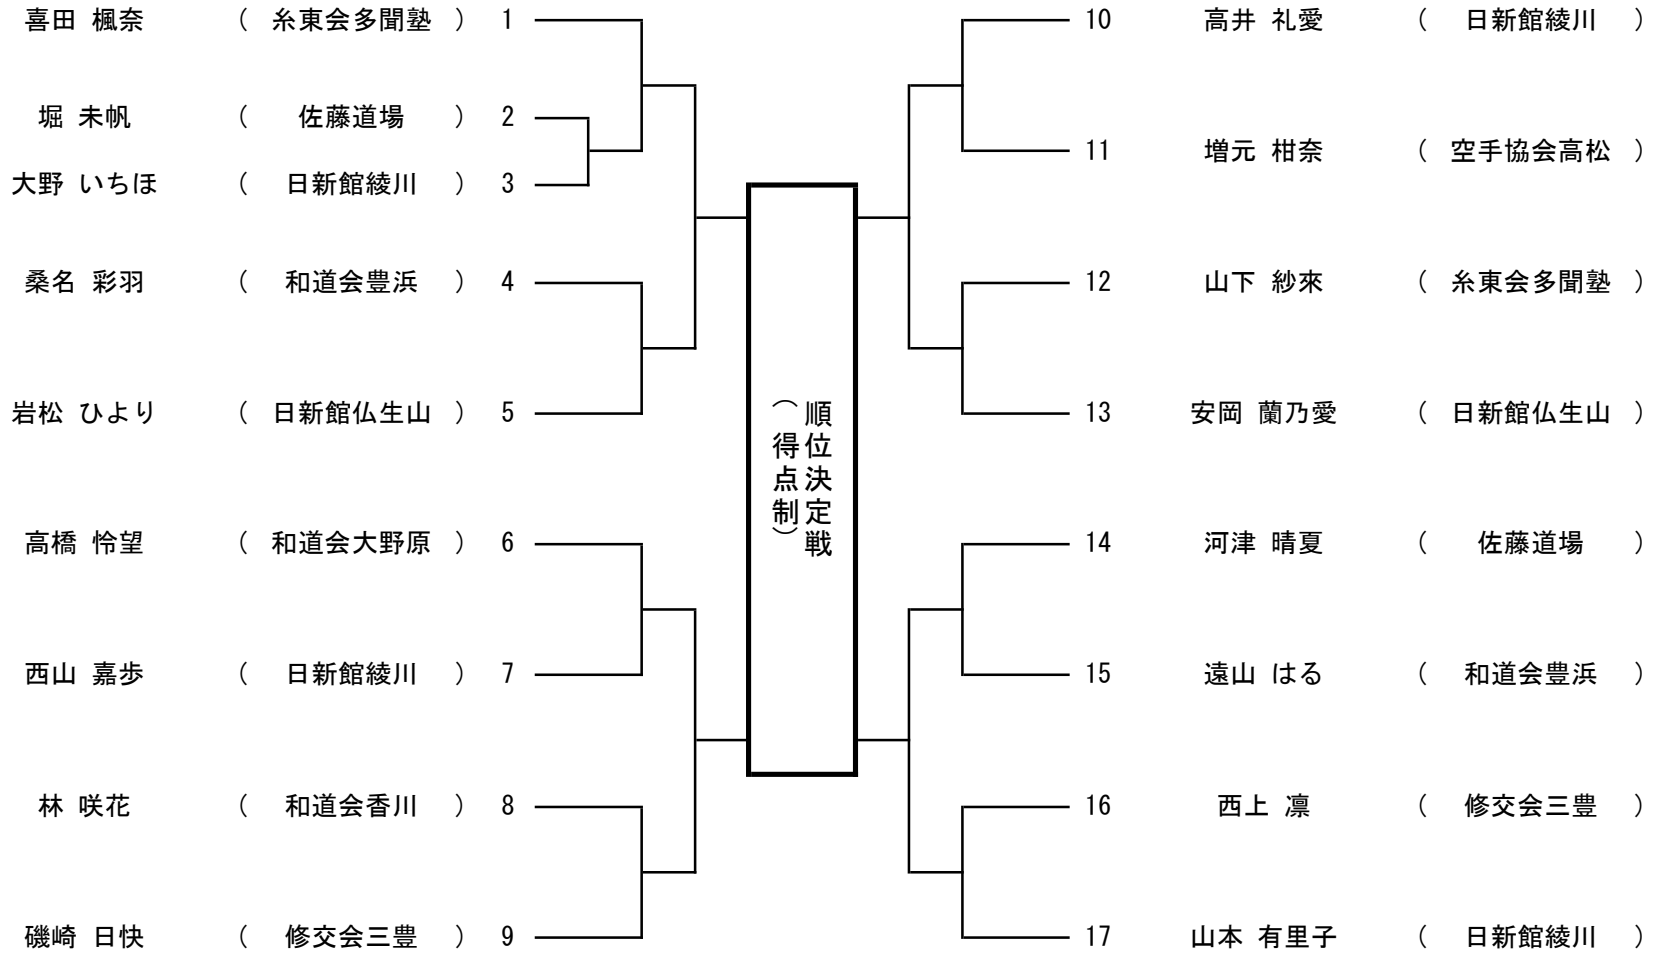 喜田 楓奈 ( 糸東会多聞塾 ) 1
堀 未帆 ( 佐藤道場 ) 2
大野 いちほ ( 日新館綾川 ) 3
桑名 彩羽 ( 和道会豊浜 ) 4
岩松 ひより ( 日新館仏生山 ) 5
高橋 怜望 ( 和道会大野原 ) 6
西山 嘉歩 ( 日新館綾川 ) 7
林 咲花 ( 和道会香川 ) 8
磯崎 日快 ( 修交会三豊 ) 9
順位決定戦
(得点制)
10 高井 礼愛 ( 日新館綾川 )
11 増元 柑奈 ( 空手協会高松 )
12 山下 紗來 ( 糸東会多聞塾 )
13 安岡 蘭乃愛 ( 日新館仏生山 )
14 河津 晴夏 ( 佐藤道場 )
15 遠山 はる ( 和道会豊浜 )
16 西上 凛 ( 修交会三豊 )
17 山本 有里子 ( 日新館綾川 )